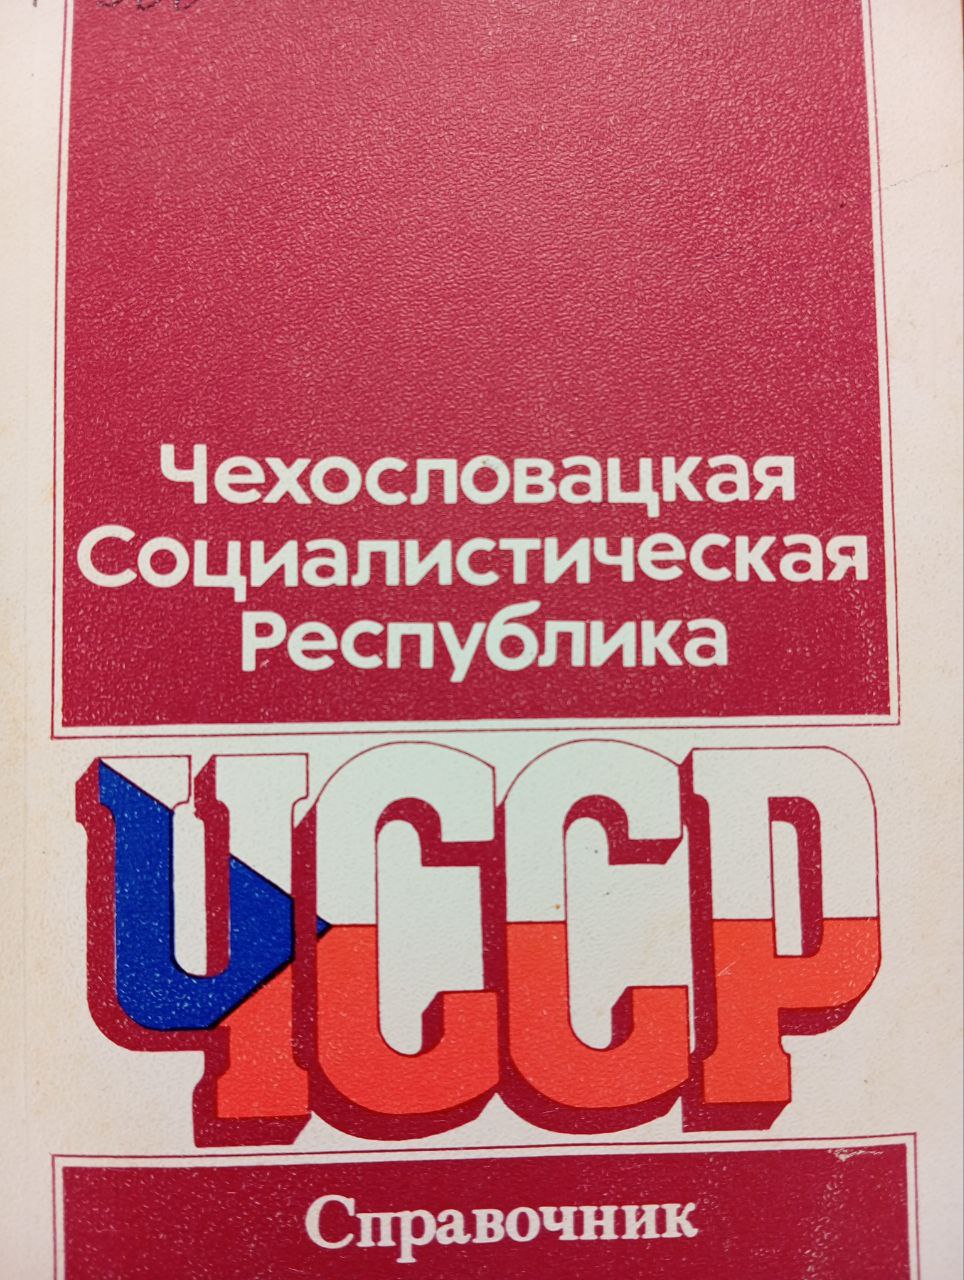 Чехословацкая
Социалистическая
Республика
ЧССР
Справочник